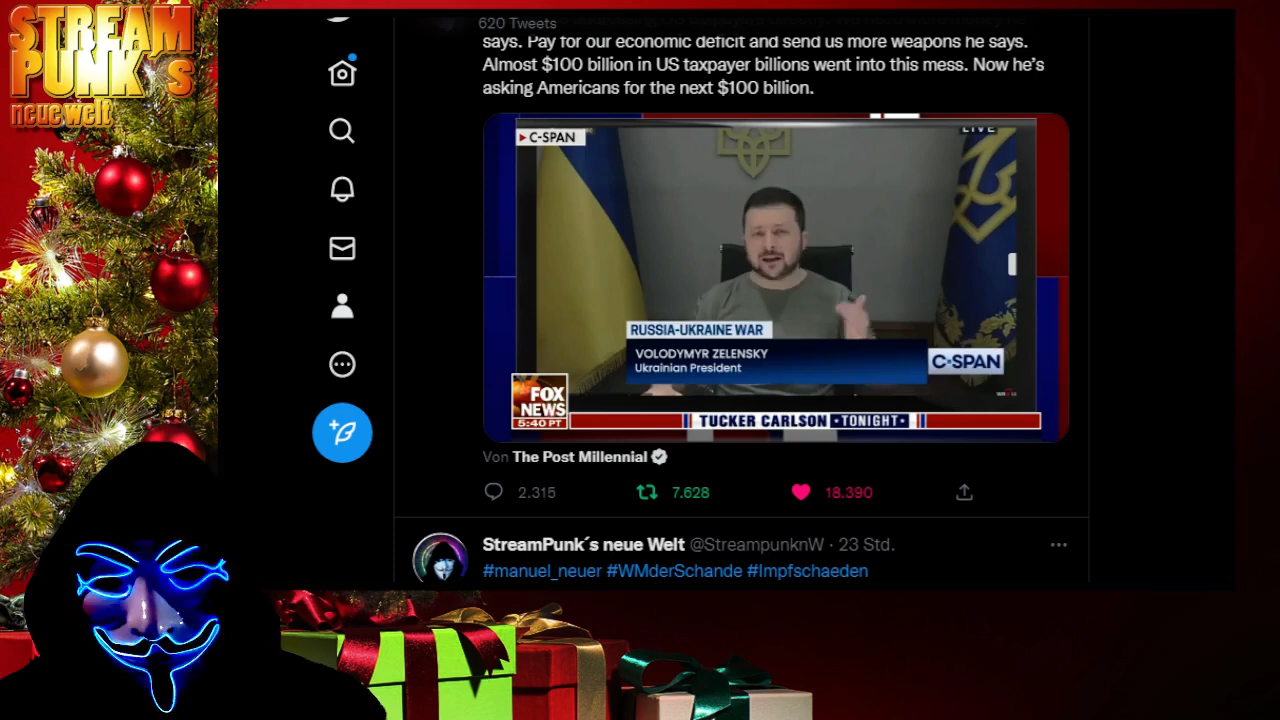 STREAM
PUNK´s
neue welt
620 Tweets
says. Pay for our economic deficit and send us more weapons he says.
Almost $100 billion in US taxpayer billions went into this mess. Now he's
asking Americans for the next $100 billion.
C-SPAN
LIVE
RUSSIA-UKRAINE WAR
VOLODYMYR ZELENSKY
Ukrainian President
C-SPAN
FOX
NEWS
5:40 PT
TUCKER CARLSON •TONIGHT•
Von The Post Millennial
2.315 7.628 18.390
StreamPunk´s neue Welt @StreampunknW · 23 Std.
#manuel_neuer #WMderSchande #Impfschaeden